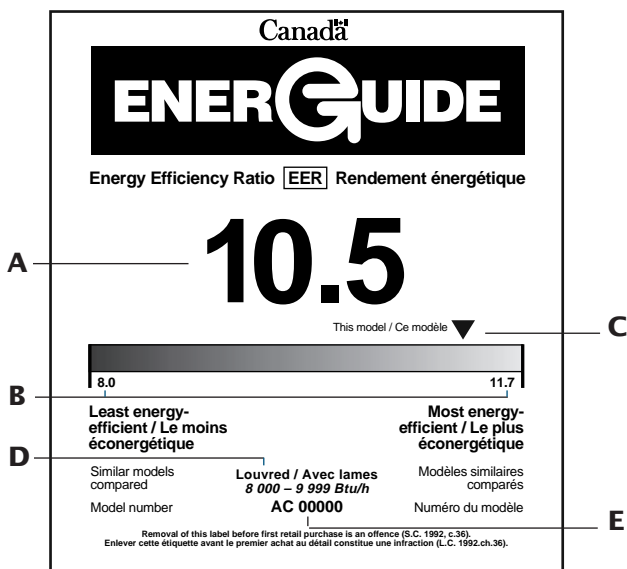 Canada
ENERGUIDE
Energy Efficiency Ratio EER Rendement énergétique
A
10.5
This model / Ce modèle
C
8.0 11.7
B
Least energy-
efficient / Le moins
éconergétique
Most energy-
efficient / Le plus
éconergétique
D
Similar models
compared
Louvred / Avec lames
8 000 – 9 999 Btu/h
Modèles similaires
comparés
Model number AC 00000 Numéro du modèle
E
Removal of this label before first retail purchase is an offence (S.C. 1992, c.36).
Enlever cette étiquette avant le premier achat au détail constitue une infraction (L.C. 1992.ch.36).